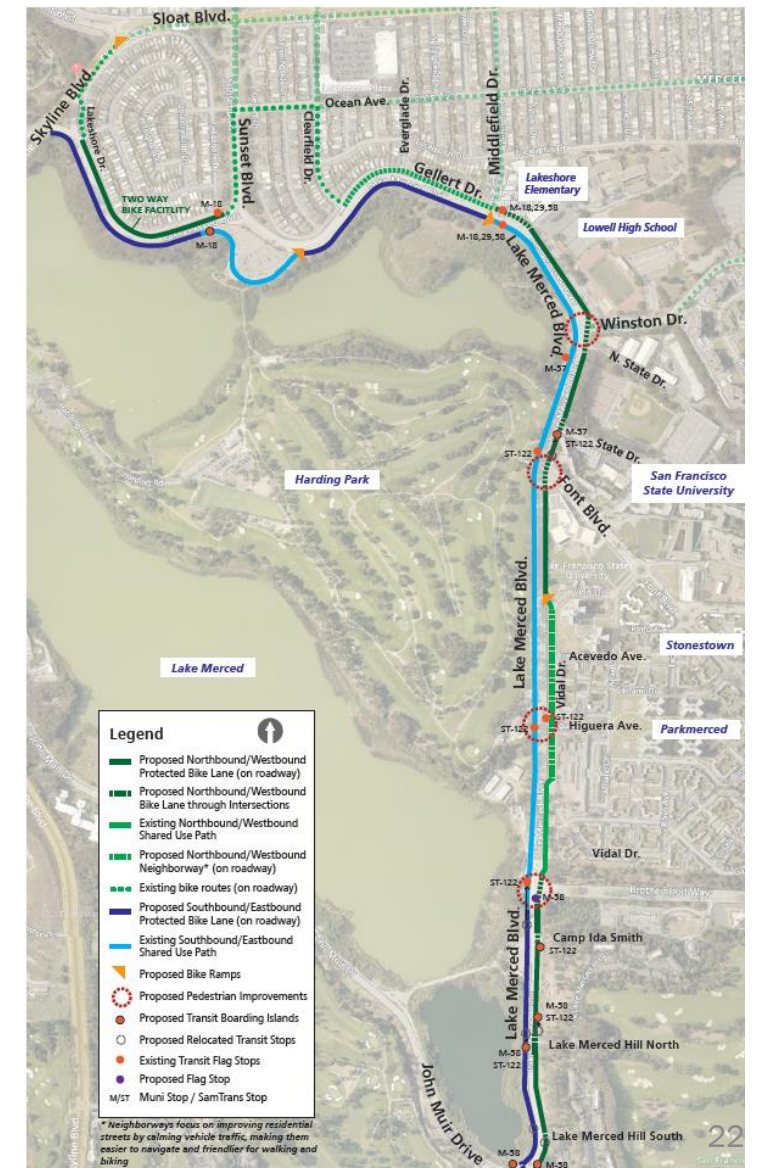 Sloat Blvd.
Skyline Blvd.
Lakeshore Dr.
Ocean Ave.
Sunset Blvd.
Clearfield Dr.
Everglade Dr.
Middlefield Dr.
Gellert Dr.
Lakeshore
Elementary
TWO WAY
BIKE FACITLITY
M-18
M-18
M-18,29,58
M-18,29,58
Lowell High School
Lake Merced Blvd.
Winston Dr.
M-57
N. State Dr.
M-57
ST-122
State Dr.
ST-122
Font Blvd.
San Francisco
State University
Harding Park
Lake Merced Blvd.
Acevedo Ave.
Stonestown
Lake Merced
Vidal Dr.
ST-122
ST-122
Higuera Ave.
Parkmerced
Vidal Dr.
ST-122
M-58
Brotherhood Way
Lake Merced Blvd.
Camp Ida Smith
ST-122
M-58
ST-122
M-58
ST-122
Lake Merced Hill North
John Muir Drive
Lake Merced Hill South
M-58
M-58
22
Legend
Proposed Northbound/Westbound
Protected Bike Lane (on roadway)
Proposed Northbound/Westbound
Bike Lane through Intersections
Existing Northbound/Westbound
Shared Use Path
Proposed Northbound/Westbound
Neighborway* (on roadway)
Existing bike routes (on roadway)
Proposed Southbound/Eastbound
Protected Bike Lane (on roadway)
Existing Southbound/Eastbound
Shared Use Path
Proposed Bike Ramps
Proposed Pedestrian Improvements
Proposed Transit Boarding Islands
Proposed Relocated Transit Stops
Existing Transit Flag Stops
Proposed Flag Stop
M/ST Muni Stop / SamTrans Stop
* Neighborways focus on improving residential
streets by calming vehicle traffic, making them
easier to navigate and friendlier for walking and
biking